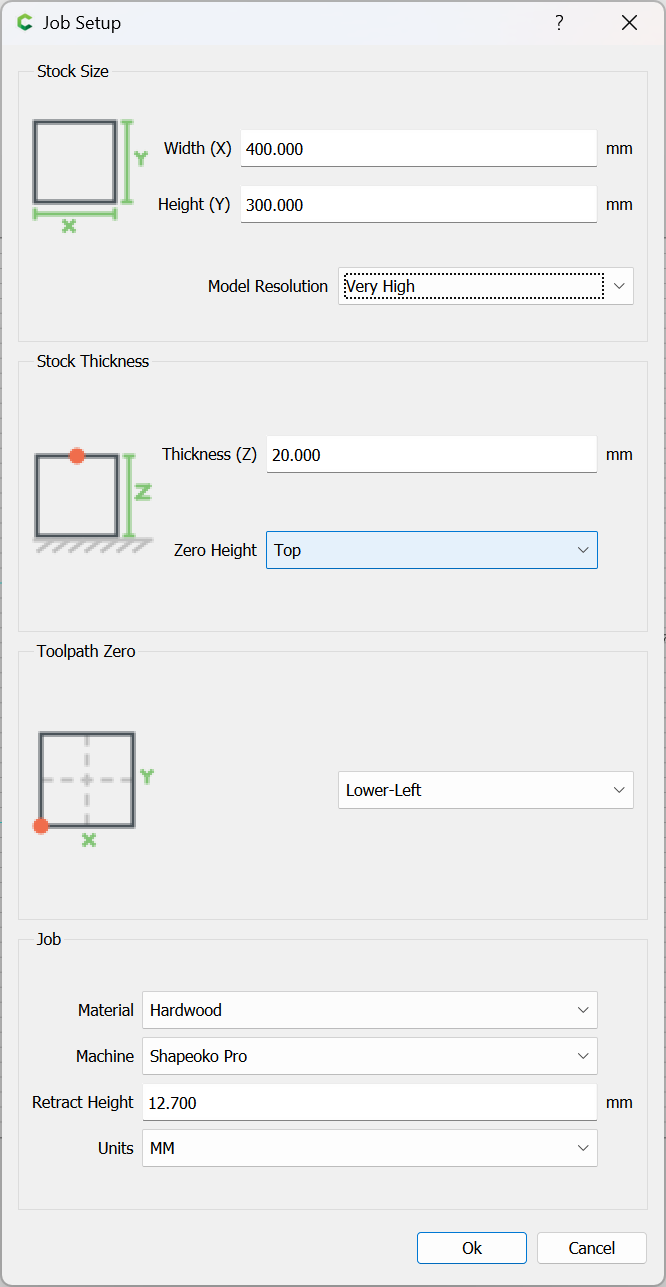 Job Setup ?
Stock Size
Width (X) 400.000 mm
Y
Height (Y) 300.000 mm
X
Model Resolution Very High
Stock Thickness
Thickness (Z) 20.000 mm
Z
Zero Height Top
Toolpath Zero
Y
Lower-Left
X
Job
Material Hardwood
Machine Shapeoko Pro
Retract Height 12.700 mm
Units MM
Ok Cancel